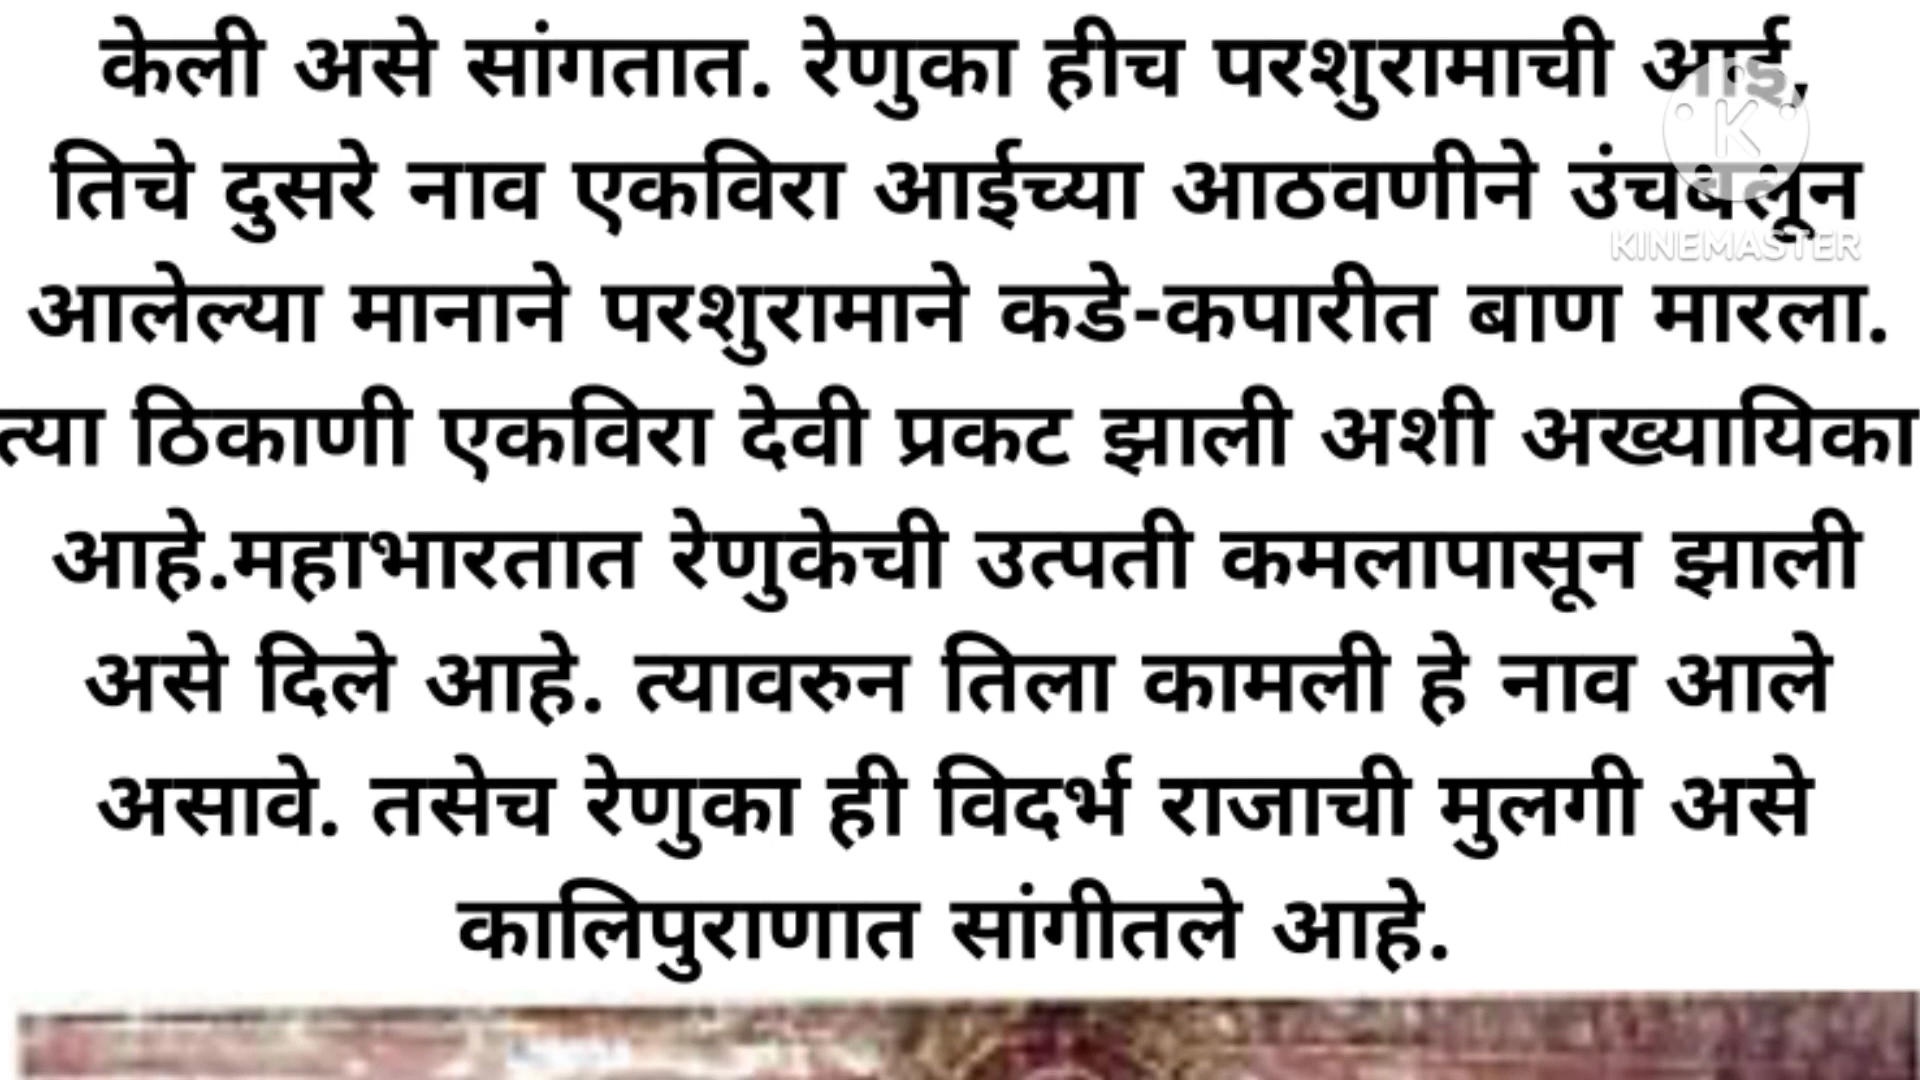 केली असे सांगतात. रेणुका हीच परशुरामाची आई,
तिचे दुसरे नाव एकविरा आईच्या आठवणीने उंचबलून
आलेल्या मानाने परशुरामाने कडे-कपारीत बाण मारला.
त्या ठिकाणी एकविरा देवी प्रकट झाली अशी अख्यायिका
आहे.महाभारतात रेणुकेची उत्पती कमलापासून झाली
असे दिले आहे. त्यावरुन तिला कामली हे नाव आले
असावे. तसेच रेणुका ही विदर्भ राजाची मुलगी असे
कालिपुराणात सांगीतले आहे.
K
KINEMASTER